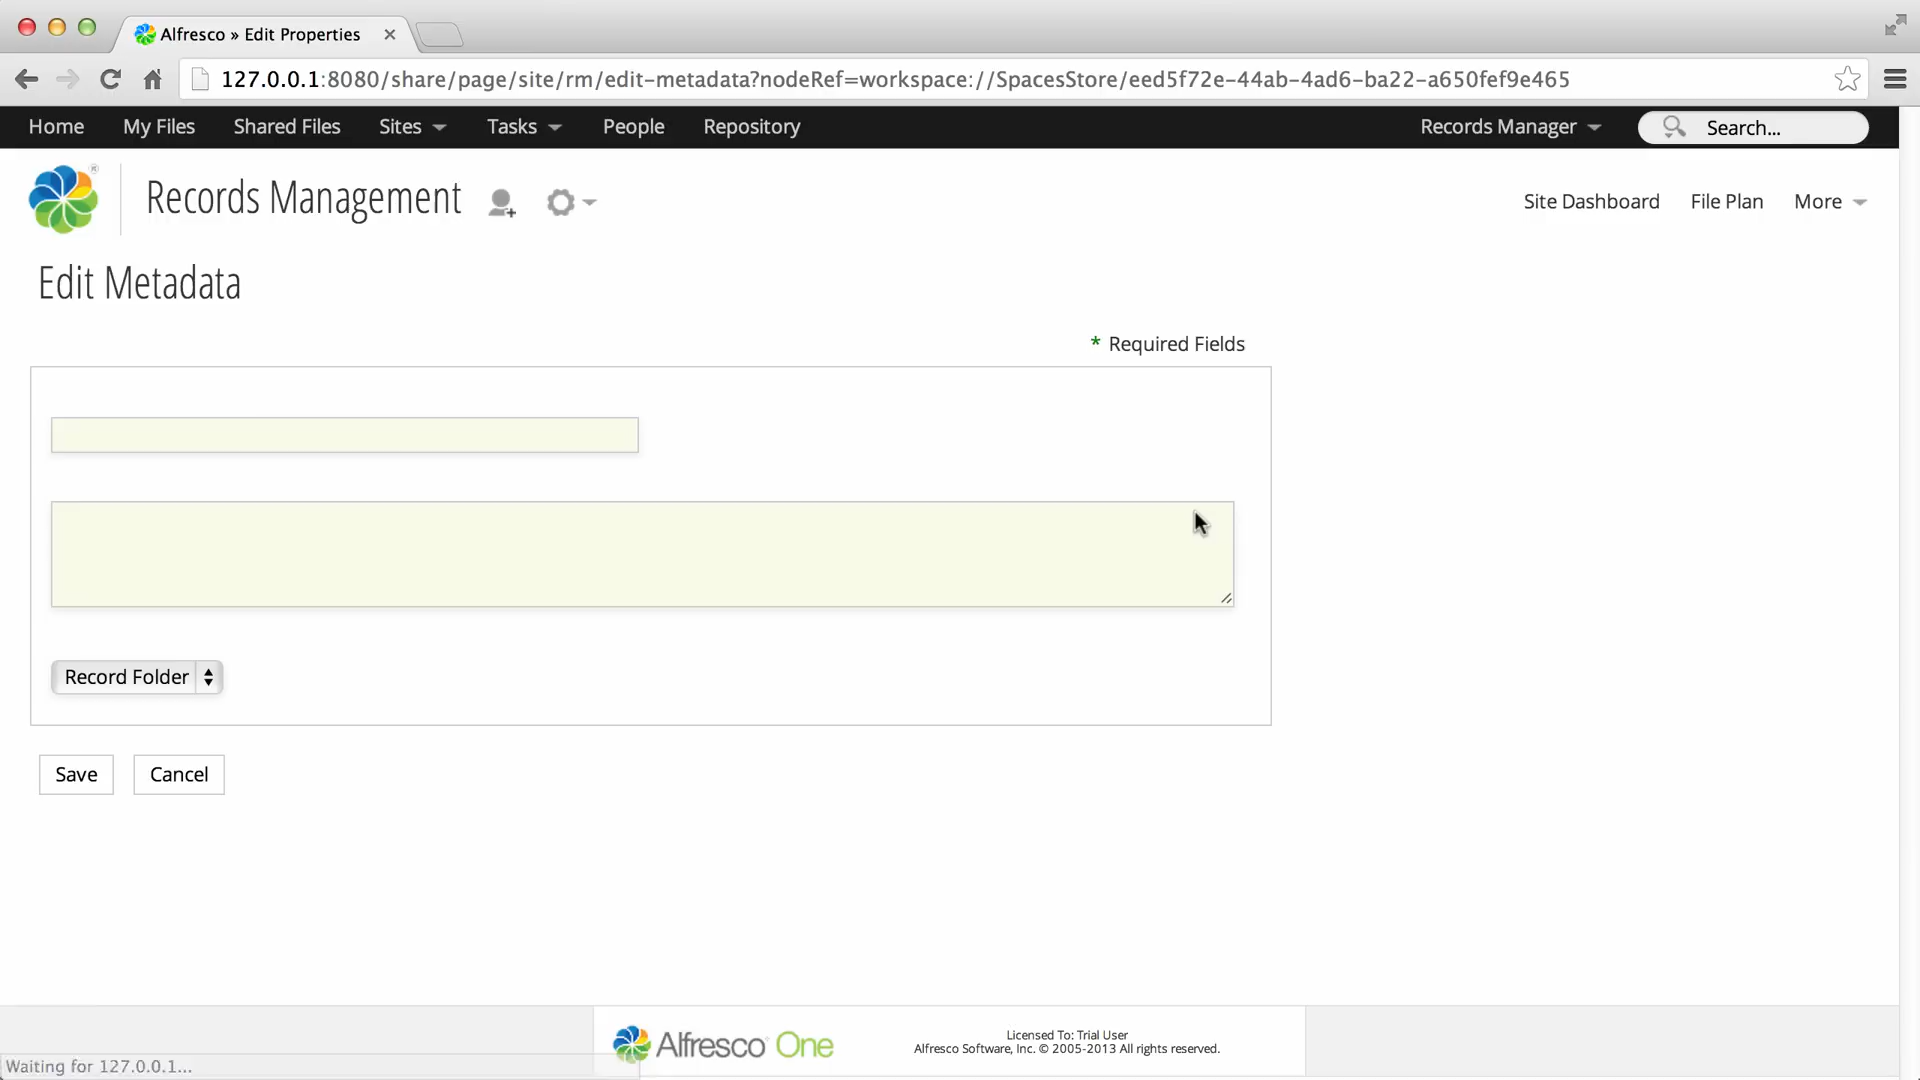 Alfresco » Edit Properties
127.0.0.1:8080/share/page/site/rm/edit-metadata?nodeRef=workspace://SpacesStore/eed5f72e-44ab-4ad6-ba22-a650fef9e465
Home My Files Shared Files Sites Tasks People Repository Records Manager Search...
Records Management Site Dashboard File Plan More
Edit Metadata
* Required Fields
Record Folder
Save Cancel
Alfresco One
Licensed To: Trial User
Alfresco Software, Inc. © 2005-2013 All rights reserved.
Waiting for 127.0.0.1...